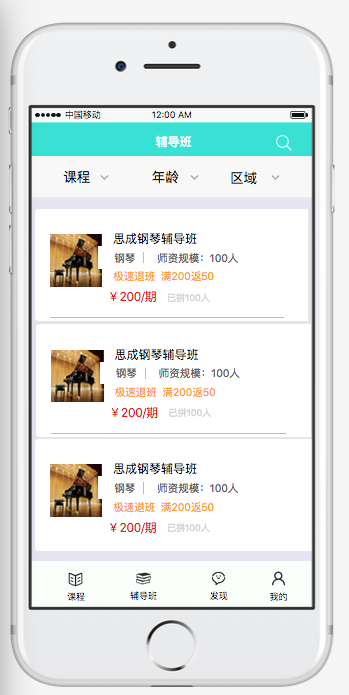 中国移动 12:00 AM
辅导班
课程 年龄 区域
思成钢琴辅导班
钢琴 师资规模：100人
极速退班 满200返50
￥200/期 已拼100人
思成钢琴辅导班
钢琴 师资规模：100人
极速退班 满200返50
￥200/期 已拼100人
思成钢琴辅导班
钢琴 师资规模：100人
极速退班 满200返50
￥200/期 已拼100人
课程 辅导班 发现 我的